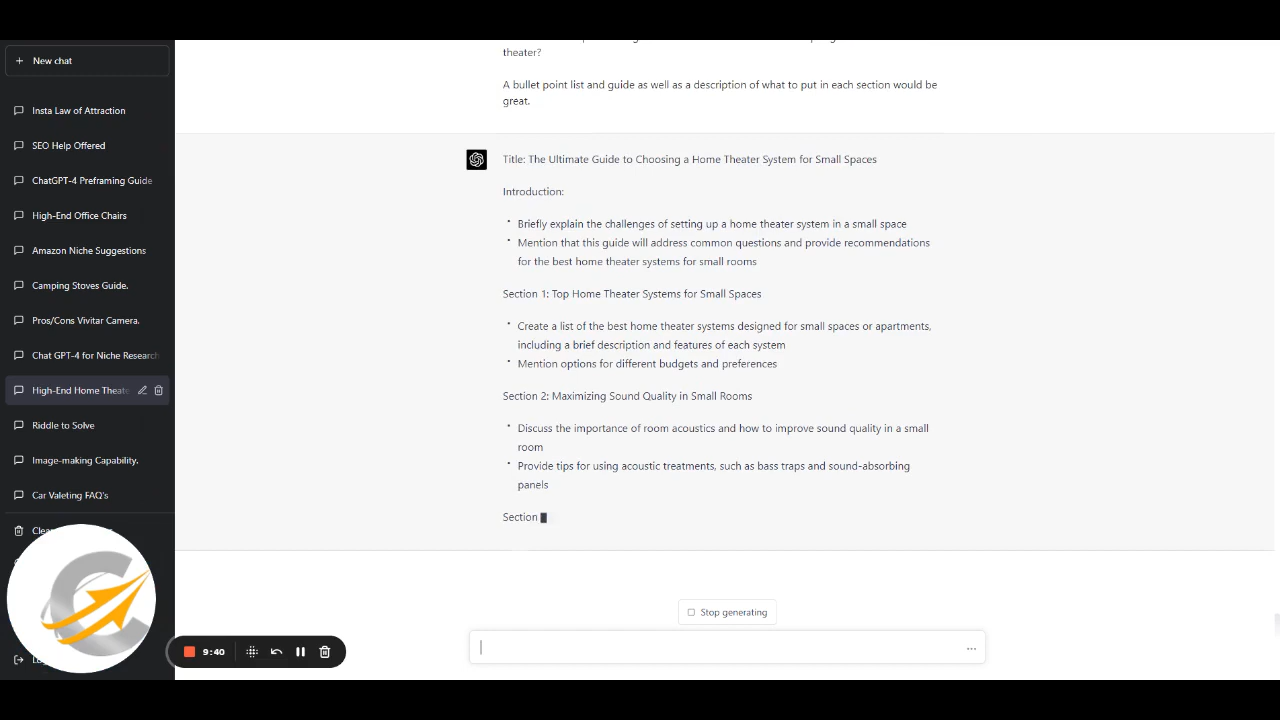 New chat
Insta Law of Attraction
SEO Help Offered
ChatGPT-4 Preframing Guide
High-End Office Chairs
Amazon Niche Suggestions
Camping Stoves Guide.
Pros/Cons Vivitar Camera.
Chat GPT-4 for Niche Research
High-End Home Theate
Riddle to Solve
Image-making Capability.
Car Valeting FAQ's
theater?
A bullet point list and guide as well as a description of what to put in each section would be
great.
Title: The Ultimate Guide to Choosing a Home Theater System for Small Spaces
Introduction:
• Briefly explain the challenges of setting up a home theater system in a small space
• Mention that this guide will address common questions and provide recommendations
for the best home theater systems for small rooms
Section 1: Top Home Theater Systems for Small Spaces
• Create a list of the best home theater systems designed for small spaces or apartments,
including a brief description and features of each system
• Mention options for different budgets and preferences
Section 2: Maximizing Sound Quality in Small Rooms
• Discuss the importance of room acoustics and how to improve sound quality in a small
room
• Provide tips for using acoustic treatments, such as bass traps and sound-absorbing
panels
Section
Stop generating
9:40